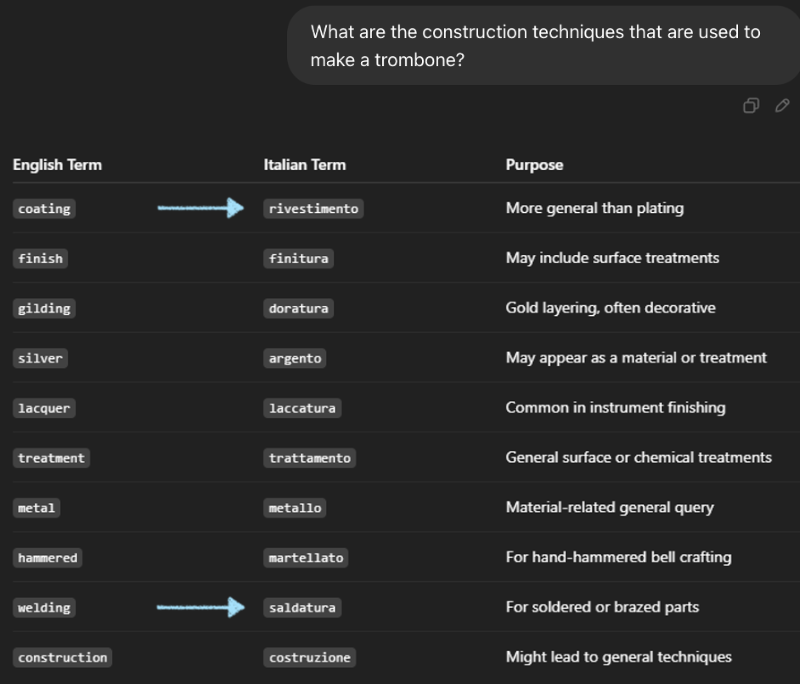 What are the construction techniques that are used to
make a trombone?
English Term Italian Term Purpose
coating rivestimento More general than plating
finish finitura May include surface treatments
gilding doratura Gold layering, often decorative
silver argento May appear as a material or treatment
lacquer laccatura Common in instrument finishing
treatment trattamento General surface or chemical treatments
metal metallo Material-related general query
hammered martellato For hand-hammered bell crafting
welding saldatura For soldered or brazed parts
construction costruzione Might lead to general techniques